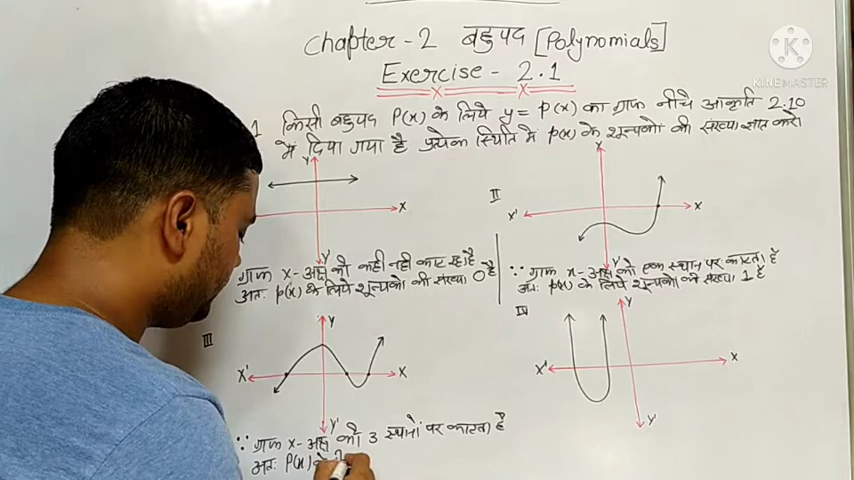 Chapter - 2 बहुपद [Polynomials]
Exercise - 2.1
1 किसी बहुपद P(x) के लिये y = p(x) का ग्राफ नीचे आकृति 2.10
में दिया गया है प्रत्येक स्थिति में p(x) के शून्यको की संख्या ज्ञात करो
Y
X
Y'
ग्राफ x - अक्ष को कही नही काट रहा है
अतः p(x) के लिये शून्यको की संख्या 0 है
II
X'
X
Y'
∵ ग्राफ x - अक्ष को एक स्थान पर काटता है
अतः p(x) के लिये शून्यको की संख्या 1 है
III
Y
X'
X
Y'
∵ ग्राफ x - अक्ष को 3 स्थानों पर काटता है
अतः P(x) के
IV
Y
X'
X
Y'
KINEMASTER